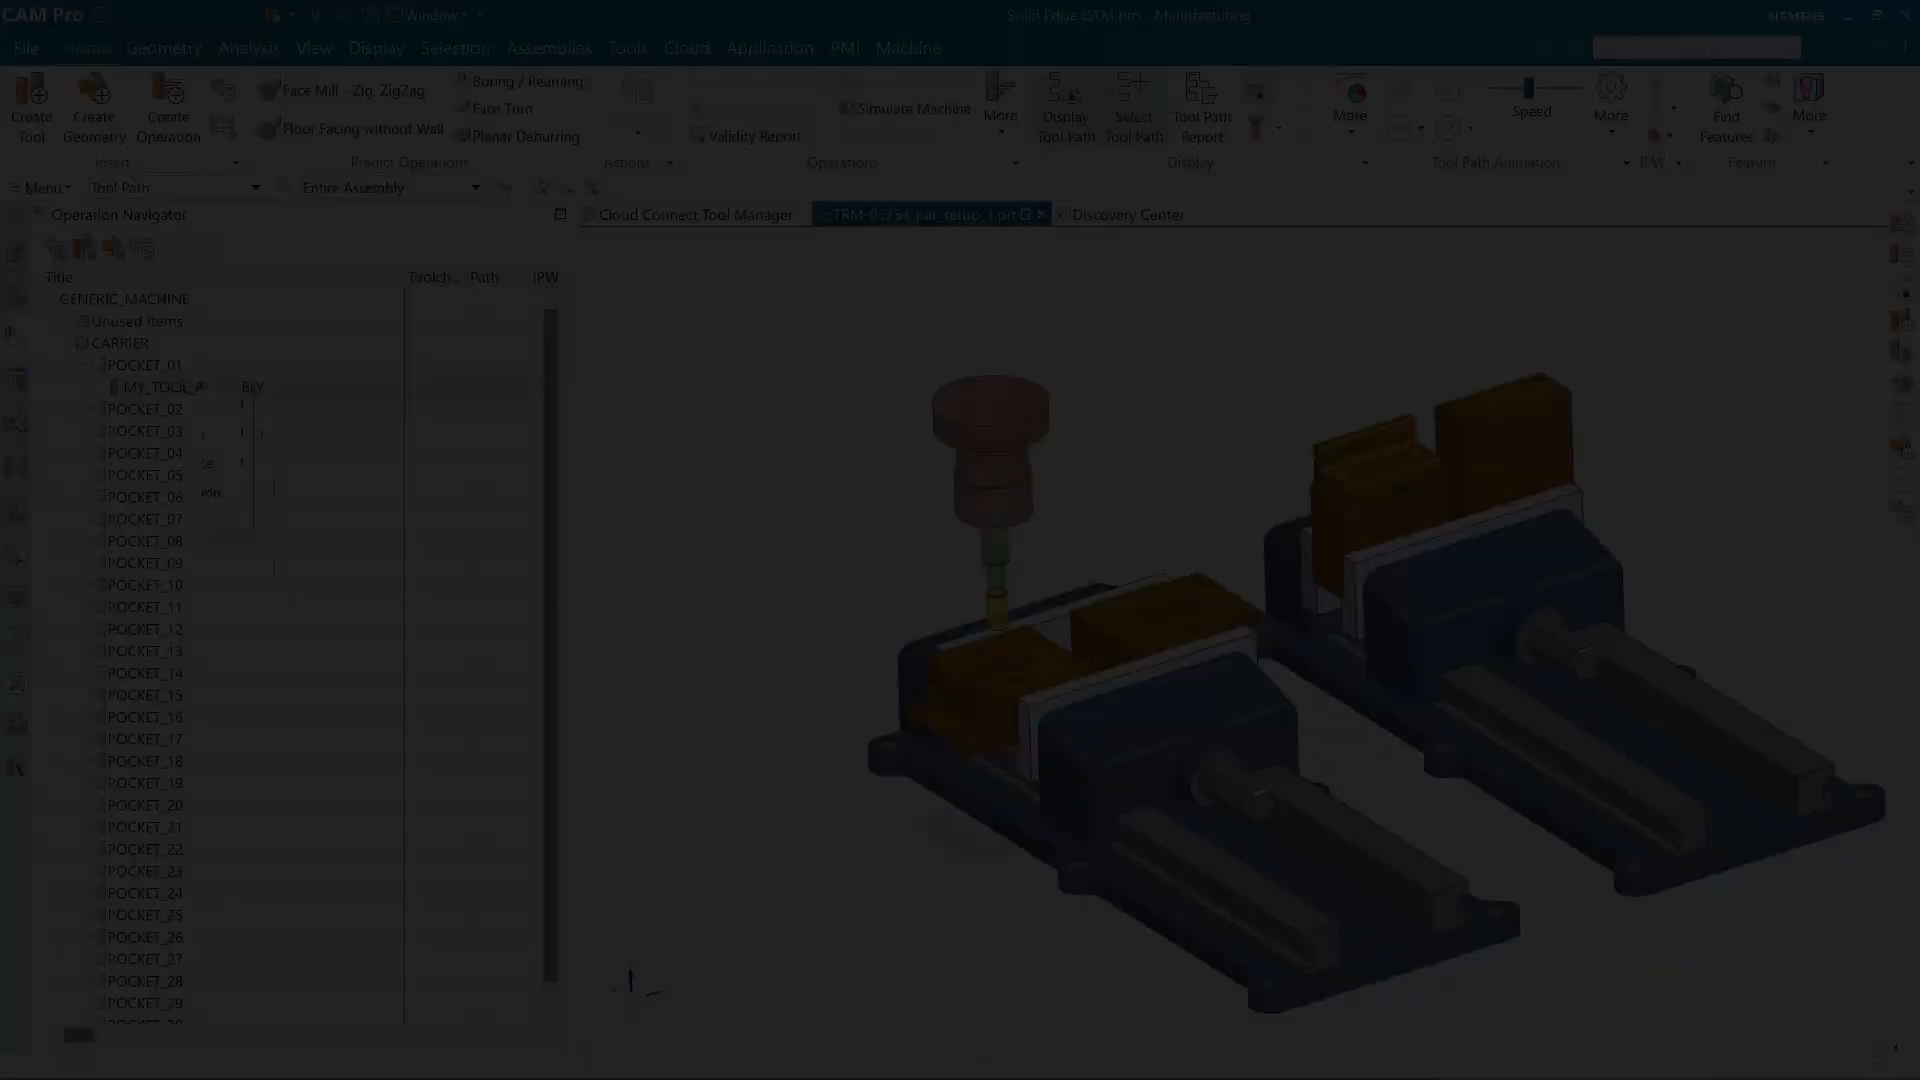 CAM Pro
Window
Solid Edge CAM Pro - Manufacturing
SIEMENS
File Home Geometry Analysis View Display Selection Assemblies Tools Cloud Application PMI Machine
Create Tool
Create Geometry
Create Operation
Insert
Face Mill - Zig, ZigZag
Floor Facing without Wall
Boring / Reaming
Face Turn
Planar Deburring
Predict Operations
Actions
Validity Report
Simulate Machine
More
Operations
Display Tool Path
Select Tool Path
Tool Path Report
More
Display
Speed
More
Tool Path Animation
IPW
Find Features
More
Feature
Menu
Tool Path
Entire Assembly
Operation Navigator
Cloud Connect Tool Manager
Discovery Center
Title Toolch... Path IPW
GENERIC_MACHINE
Unused Items
CARRIER
POCKET_01
MY_TOOL_A BLY
POCKET_02
POCKET_03
POCKET_04
POCKET_05
POCKET_06
POCKET_07
POCKET_08
POCKET_09
POCKET_10
POCKET_11
POCKET_12
POCKET_13
POCKET_14
POCKET_15
POCKET_16
POCKET_17
POCKET_18
POCKET_19
POCKET_20
POCKET_21
POCKET_22
POCKET_23
POCKET_24
POCKET_25
POCKET_26
POCKET_27
POCKET_28
POCKET_29